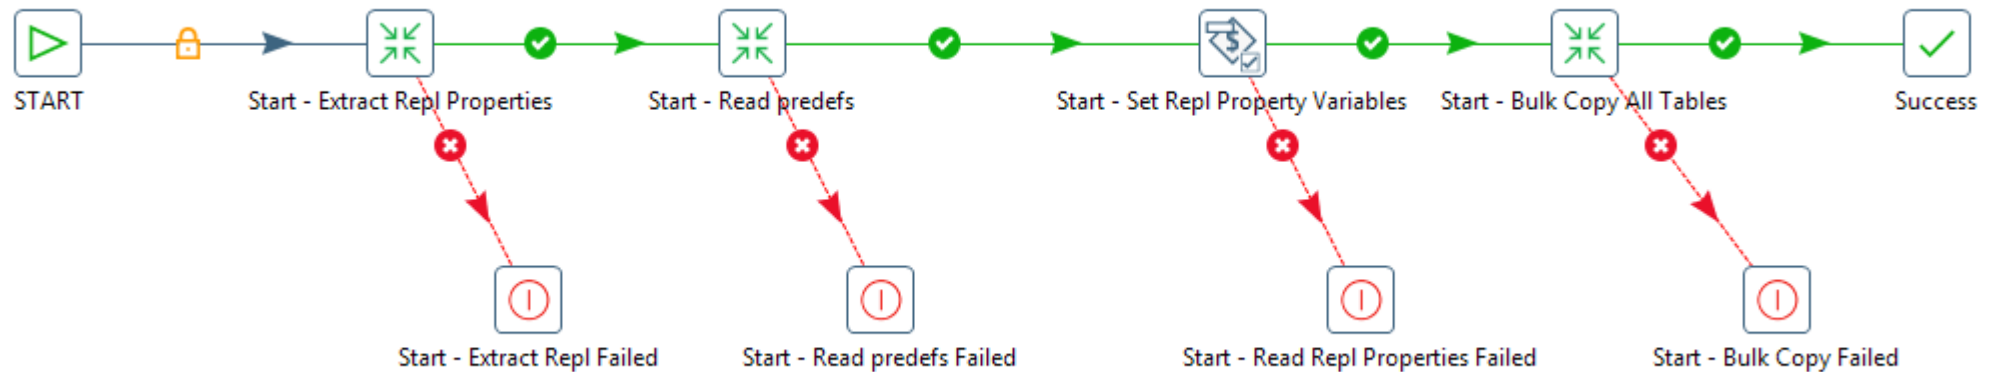 START
Start - Extract Repl Properties
Start - Read predefs
Start - Set Repl Property Variables
Start - Bulk Copy All Tables
Success
Start - Extract Repl Failed
Start - Read predefs Failed
Start - Read Repl Properties Failed
Start - Bulk Copy Failed